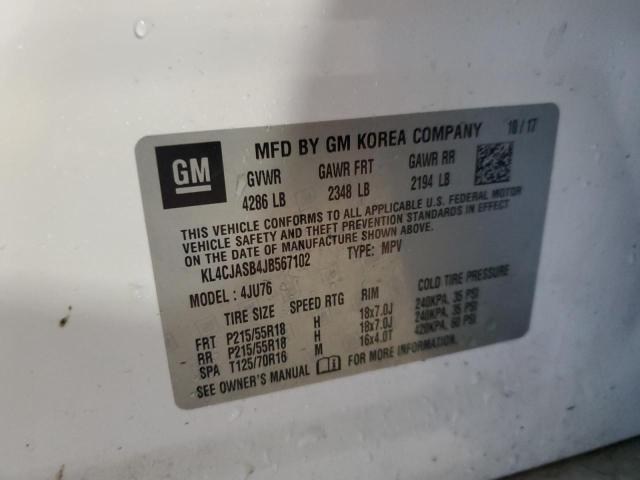 GM
MFD BY GM KOREA COMPANY 10/17
GVWR GAWR FRT GAWR RR
4286 LB 2348 LB 2194 LB
THIS VEHICLE CONFORMS TO ALL APPLICABLE U.S. FEDERAL MOTOR
VEHICLE SAFETY AND THEFT PREVENTION STANDARDS IN EFFECT
ON THE DATE OF MANUFACTURE SHOWN ABOVE.
KL4CJASB4JB567102 TYPE: MPV
MODEL: 4JU76
TIRE SIZE SPEED RTG RIM COLD TIRE PRESSURE
FRT P215/55R18 H 18x7.0J 240KPA, 35 PSI
RR P215/55R18 H 18x7.0J 240KPA, 35 PSI
SPA T125/70R16 M 16x4.0T 420KPA, 60 PSI
SEE OWNER'S MANUAL FOR MORE INFORMATION.